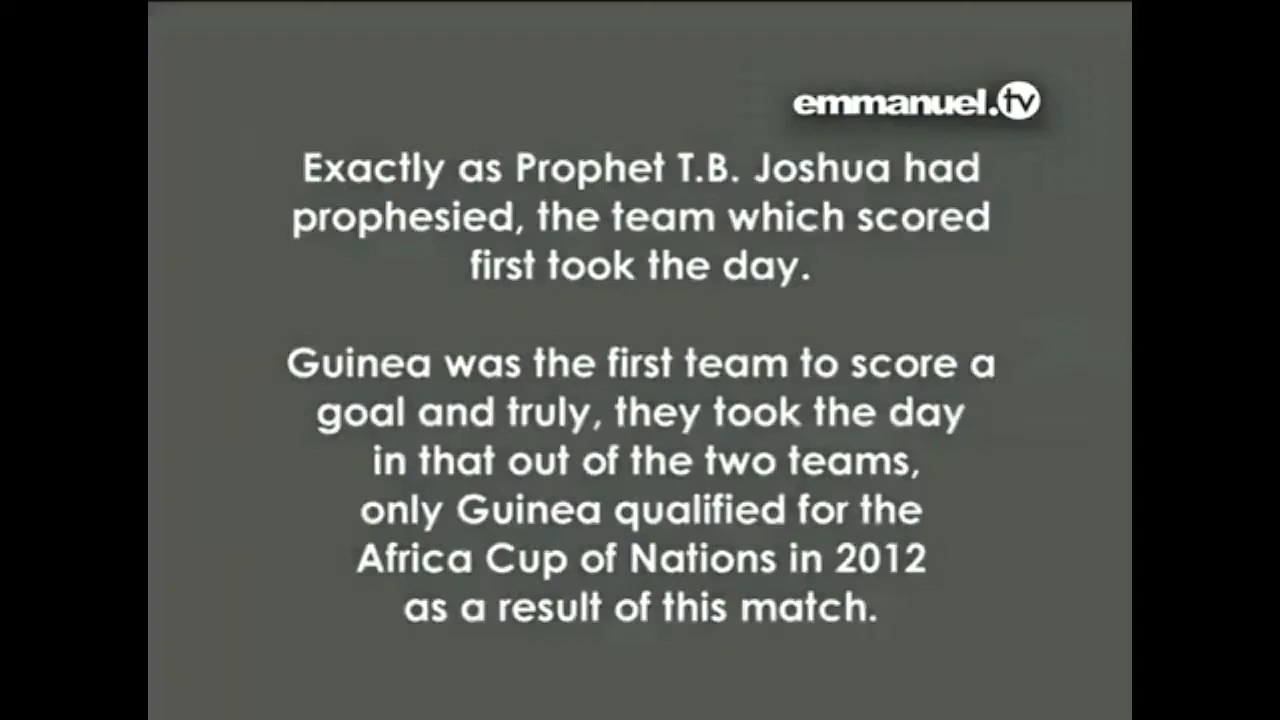 emmanuel.tv
Exactly as Prophet T.B. Joshua had
prophesied, the team which scored
first took the day.
Guinea was the first team to score a
goal and truly, they took the day
in that out of the two teams,
only Guinea qualified for the
Africa Cup of Nations in 2012
as a result of this match.